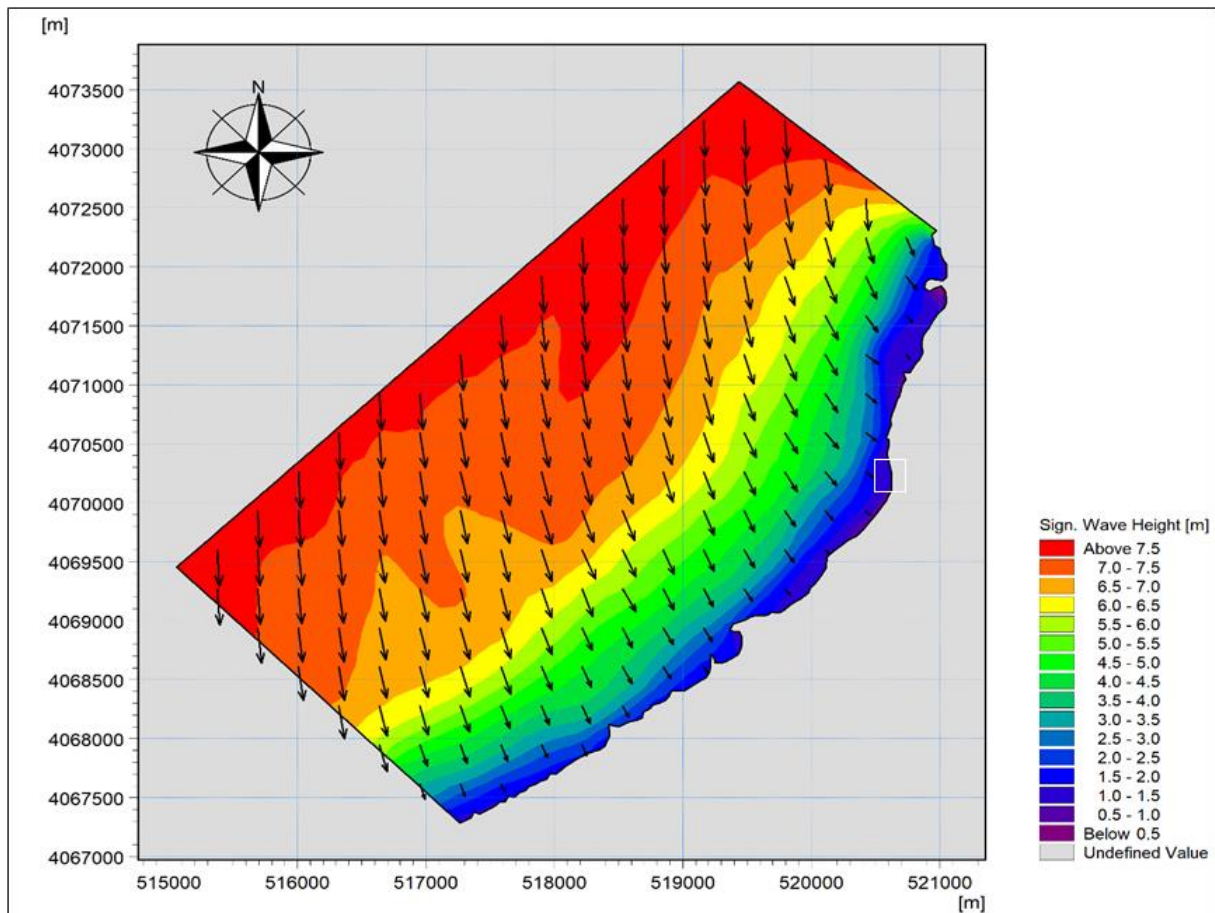 [m]
N
4073500
4073000
4072500
4072000
4071500
4071000
4070500
4070000
4069500
4069000
4068500
4068000
4067500
4067000
515000 516000 517000 518000 519000 520000 521000
[m]
Sign. Wave Height [m]
Above 7.5
7.0 - 7.5
6.5 - 7.0
6.0 - 6.5
5.5 - 6.0
5.0 - 5.5
4.5 - 5.0
4.0 - 4.5
3.5 - 4.0
3.0 - 3.5
2.5 - 3.0
2.0 - 2.5
1.5 - 2.0
1.0 - 1.5
0.5 - 1.0
Below 0.5
Undefined Value